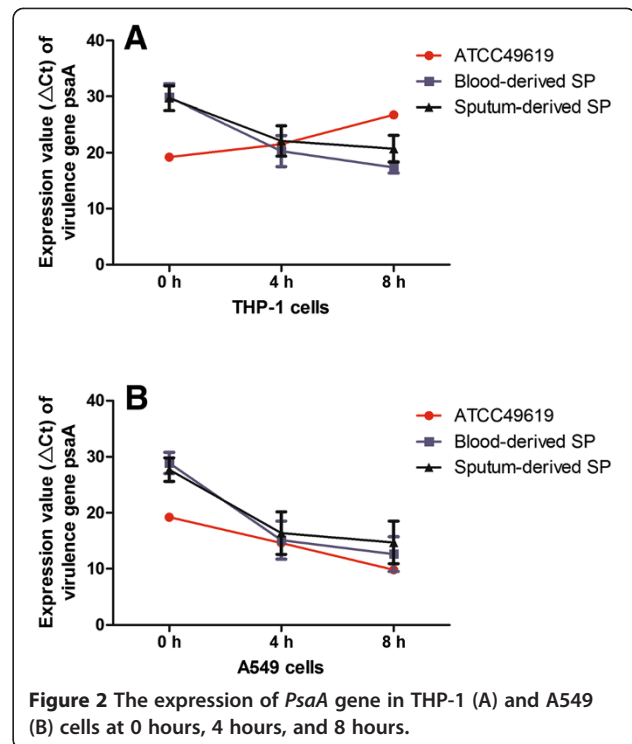 A
Expression value (△Ct) of
virulence gene psaA
40
30
20
10
0
0 h
4 h
8 h
THP-1 cells
ATCC49619
Blood-derived SP
Sputum-derived SP
B
Expression value (△Ct) of
virulence gene psaA
40
30
20
10
0
0 h
4 h
8 h
A549 cells
ATCC49619
Blood-derived SP
Sputum-derived SP
Figure 2 The expression of PsaA gene in THP-1 (A) and A549
(B) cells at 0 hours, 4 hours, and 8 hours.